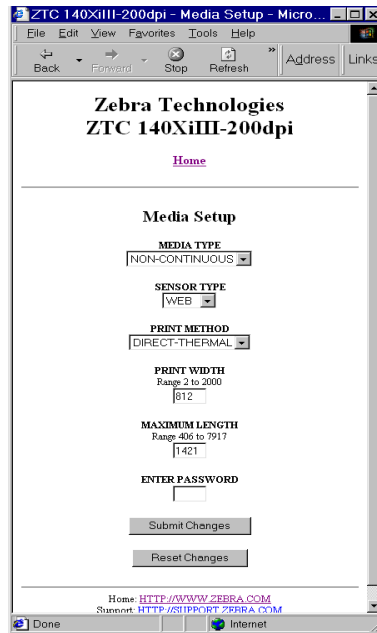 ZTC 140XiIII-200dpi - Media Setup - Micro...
File Edit View Favorites Tools Help
Back Forward Stop Refresh » Address Links
Zebra Technologies
ZTC 140XiIII-200dpi
Home
Media Setup
MEDIA TYPE
NON-CONTINUOUS
SENSOR TYPE
WEB
PRINT METHOD
DIRECT-THERMAL
PRINT WIDTH
Range 2 to 2000
812
MAXIMUM LENGTH
Range 406 to 7917
1421
ENTER PASSWORD
Submit Changes
Reset Changes
Home: HTTP://WWW.ZEBRA.COM
Support: HTTP://SUPPORT.ZEBRA.COM
Done Internet